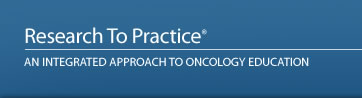 Research To Practice®
AN INTEGRATED APPROACH TO ONCOLOGY EDUCATION